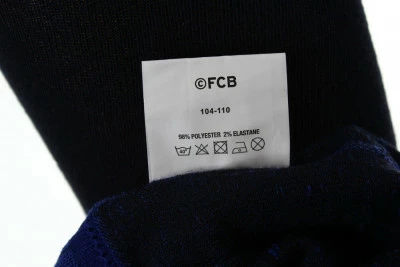 ©FCB
104-110
98% POLYESTER 2% ELASTANE